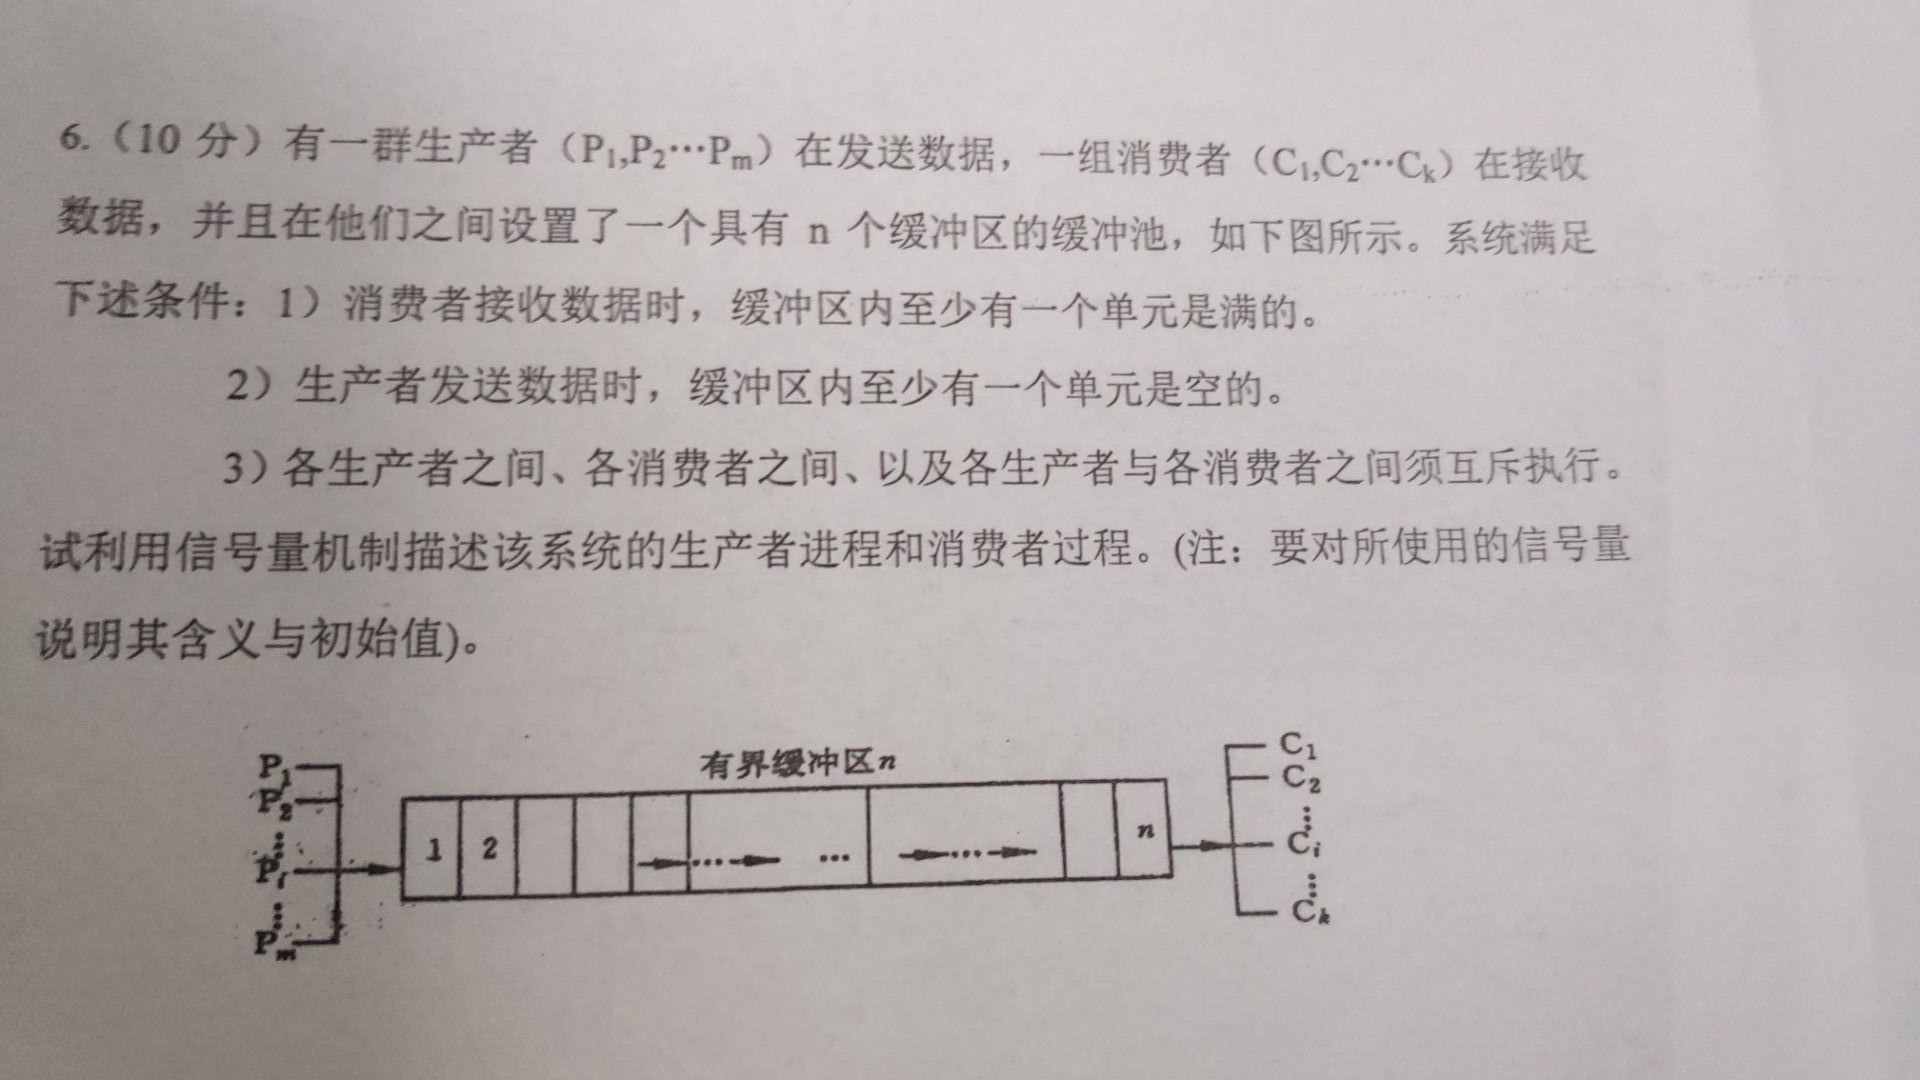 6.（10 分）有一群生产者（P₁,P₂…Pₘ）在发送数据，一组消费者（C₁,C₂…Cₖ）在接收
数据，并且在他们之间设置了一个具有 n 个缓冲区的缓冲池，如下图所示。系统满足
下述条件：1）消费者接收数据时，缓冲区内至少有一个单元是满的。
2）生产者发送数据时，缓冲区内至少有一个单元是空的。
3）各生产者之间、各消费者之间、以及各生产者与各消费者之间须互斥执行。
试利用信号量机制描述该系统的生产者进程和消费者过程。(注：要对所使用的信号量
说明其含义与初始值)。
有界缓冲区n
P₁
P₂
⋮
Pᵢ
⋮
Pₘ
1 2 … … … n
C₁
C₂
⋮
Cᵢ
⋮
Cₖ